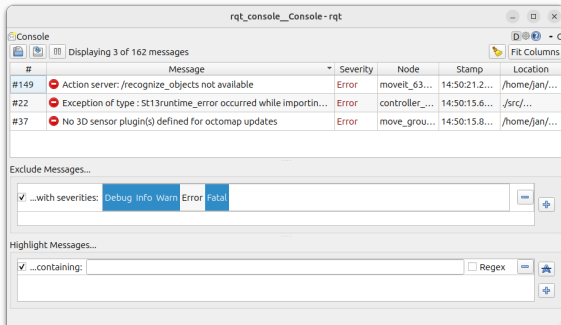 rqt_console__Console - rqt
Console
D
Displaying 3 of 162 messages
Fit Columns
# Message Severity Node Stamp Location
#149 Action server: /recognize_objects not available Error moveit_63... 14:50:21.2... /home/jan/...
#22 Exception of type : St13runtime_error occurred while importin... Error controller_... 14:50:15.6... ./src/...
#37 No 3D sensor plugin(s) defined for octomap updates Error move_grou... 14:50:15.8... /home/jan/...
Exclude Messages...
...with severities: Debug Info Warn Error Fatal
Highlight Messages...
...containing: Regex